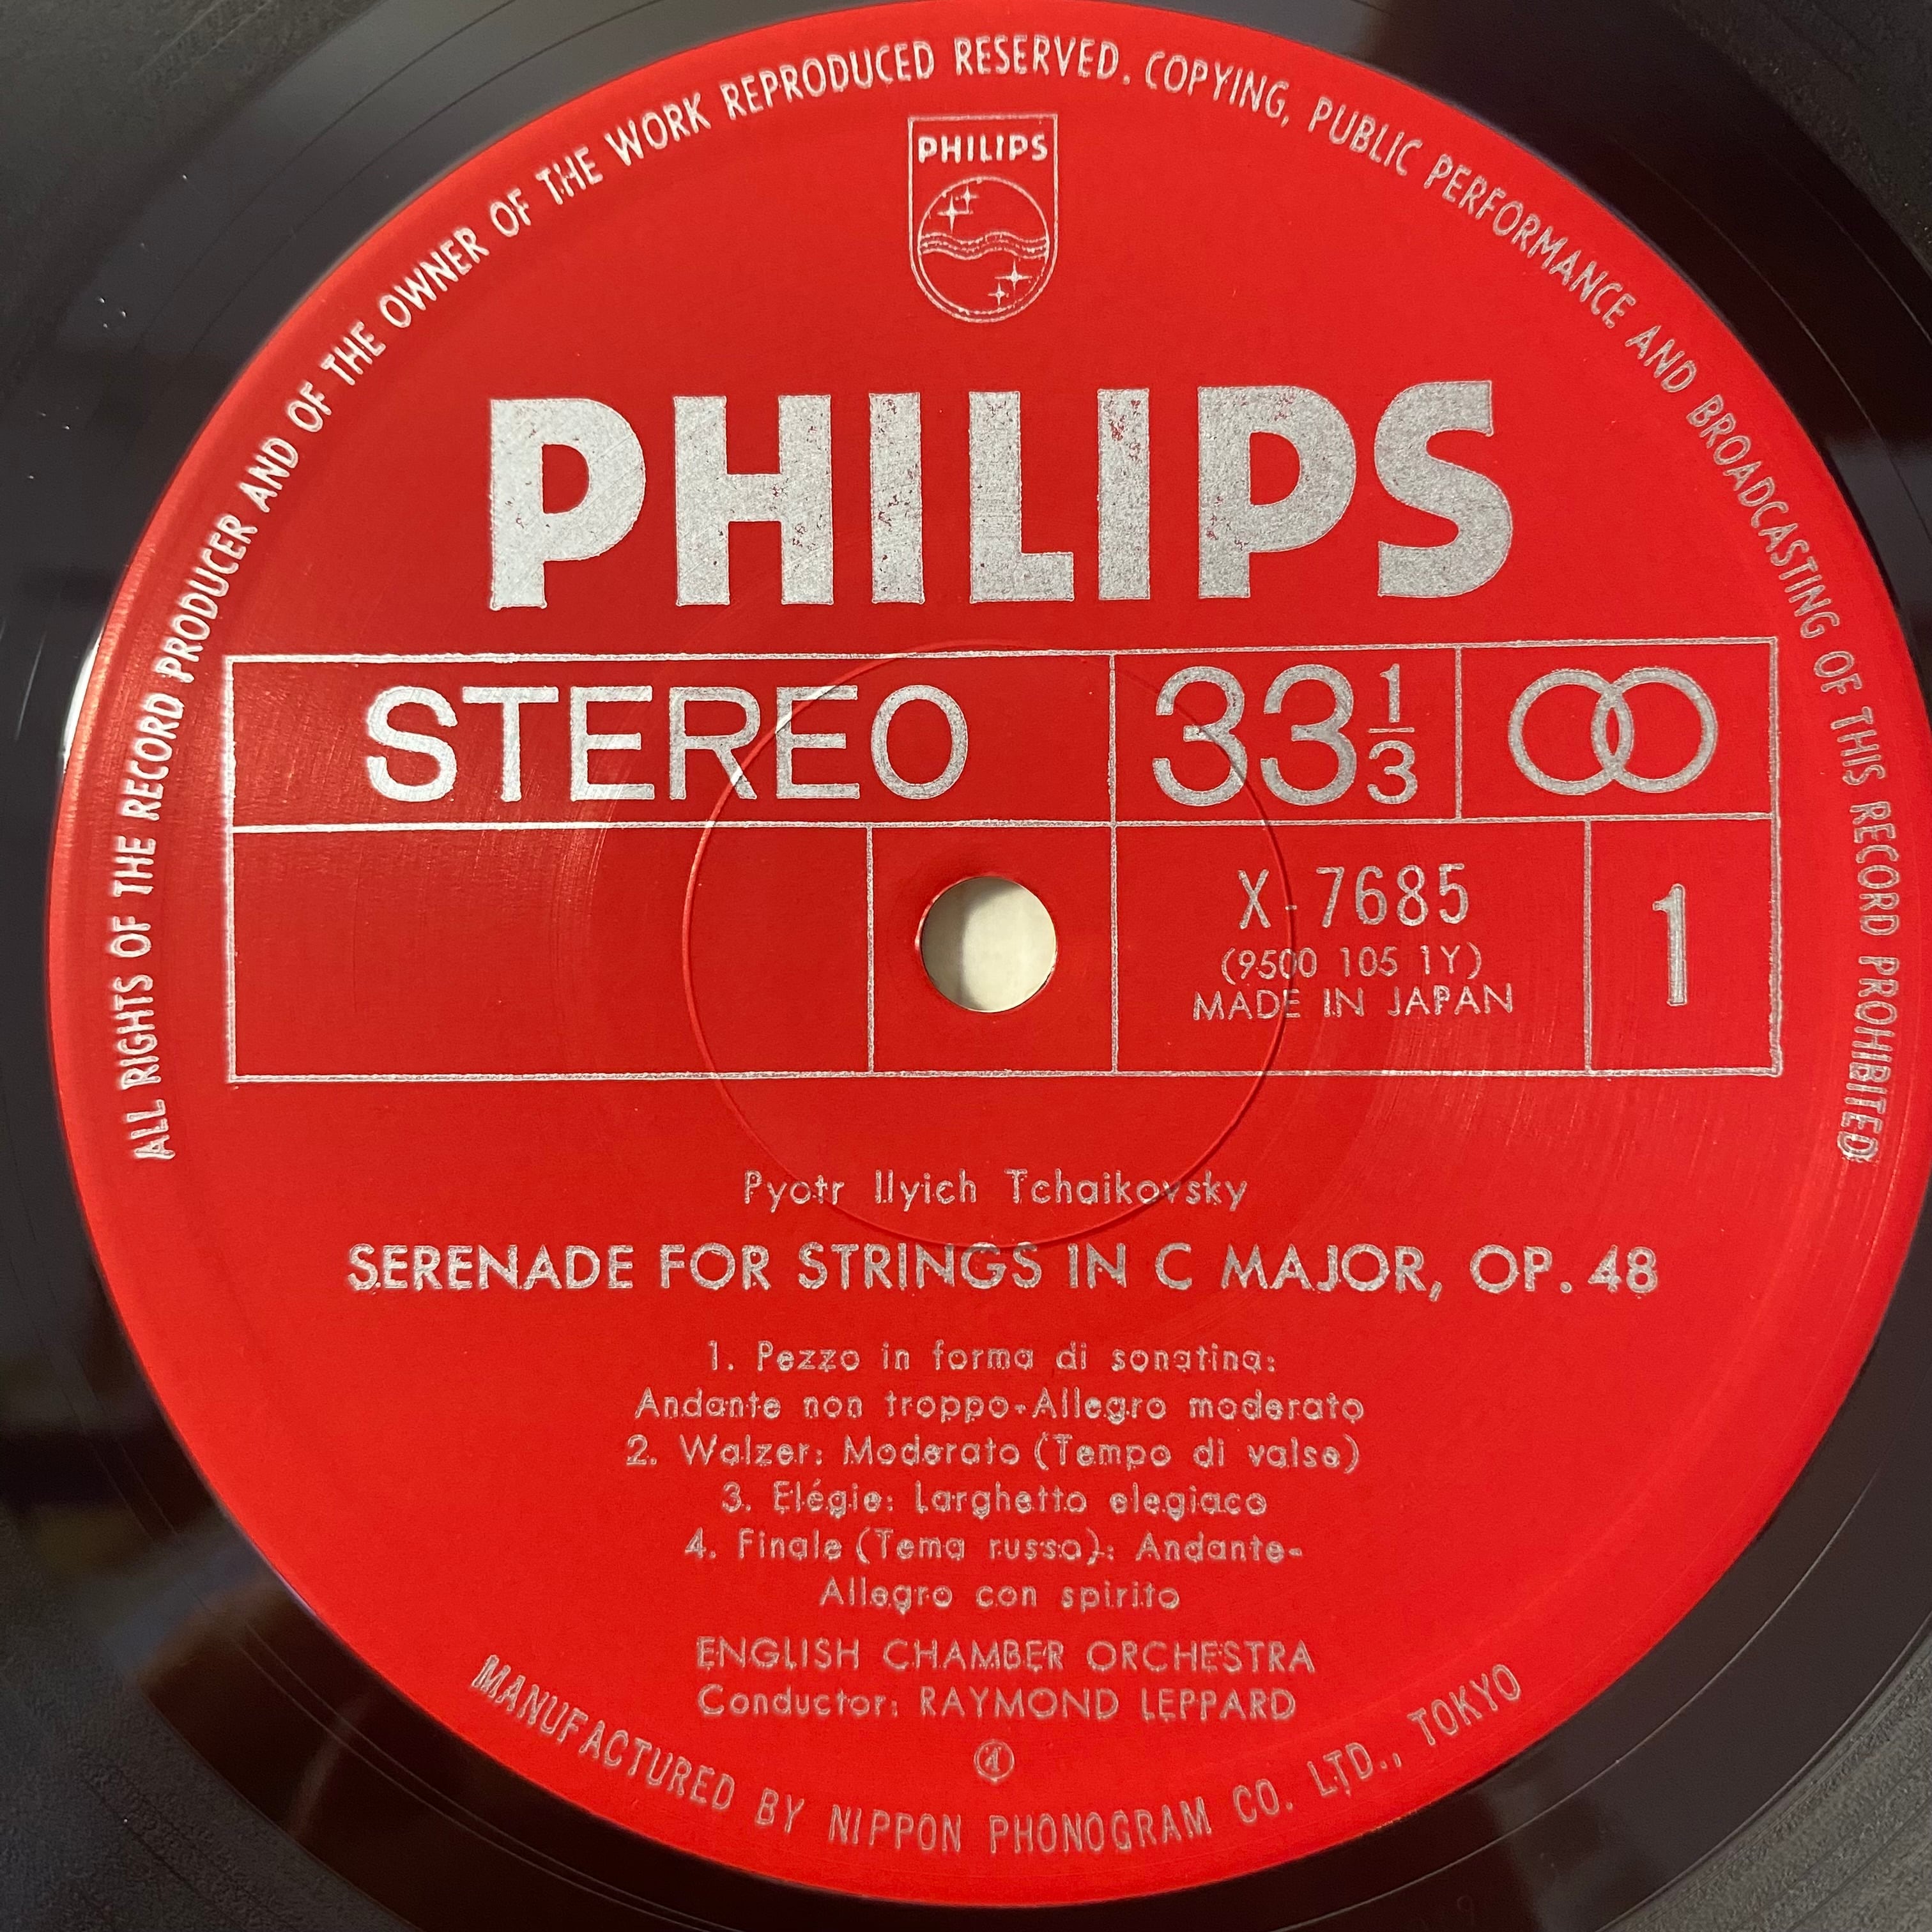 ALL RIGHTS OF THE RECORD PRODUCER AND OF THE OWNER OF THE WORK REPRODUCED RESERVED. COPYING, PUBLIC PERFORMANCE AND BROADCASTING OF THIS RECORD PROHIBITED
PHILIPS
PHILIPS
STEREO 33 1/3
X-7685 1
(9500 105 1Y)
MADE IN JAPAN
Pyotr Ilyich Tchaikovsky
SERENADE FOR STRINGS IN C MAJOR, OP. 48
1. Pezzo in forma di sonatina:
Andante non troppo-Allegro moderato
2. Walzer: Moderato (Tempo di valse)
3. Elégie: Larghetto elegiaco
4. Finale (Tema russo): Andante-
Allegro con spirito
ENGLISH CHAMBER ORCHESTRA
Conductor: RAYMOND LEPPARD
④
MANUFACTURED BY NIPPON PHONOGRAM CO. LTD., TOKYO